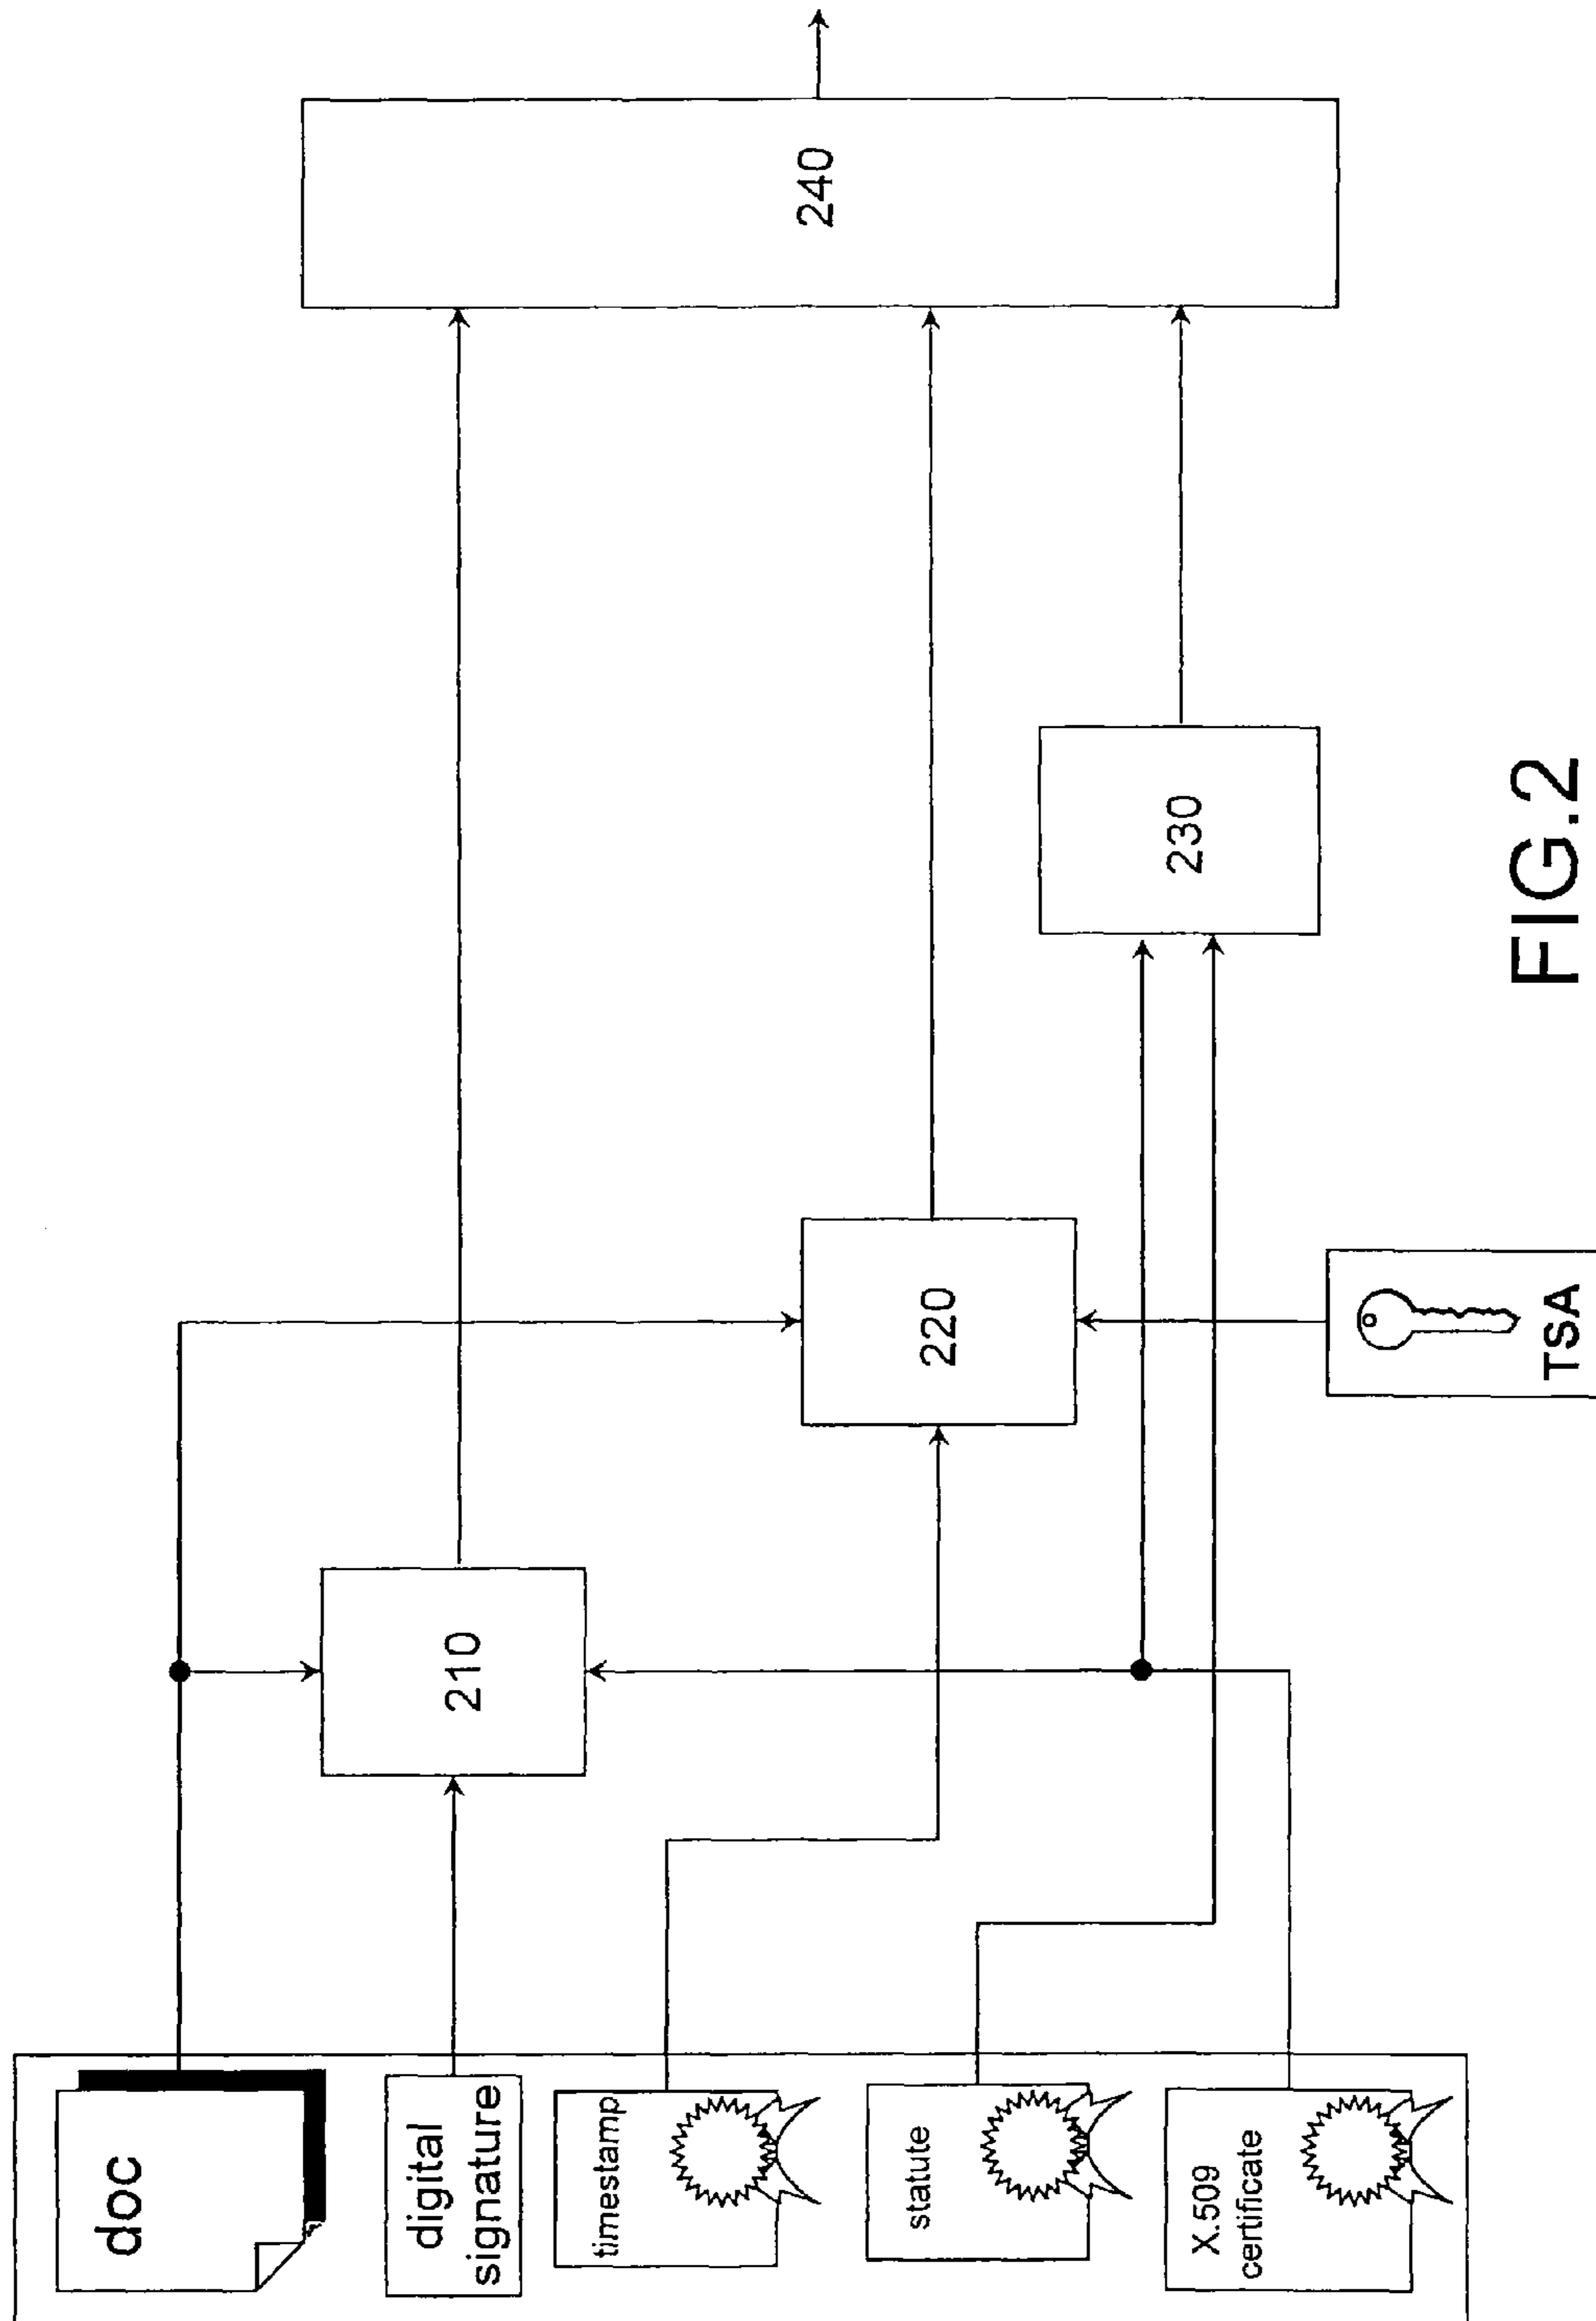 doc
digital
signature
timestamp
statute
X.509
certificate
210
220
TSA
230
240
FIG.2